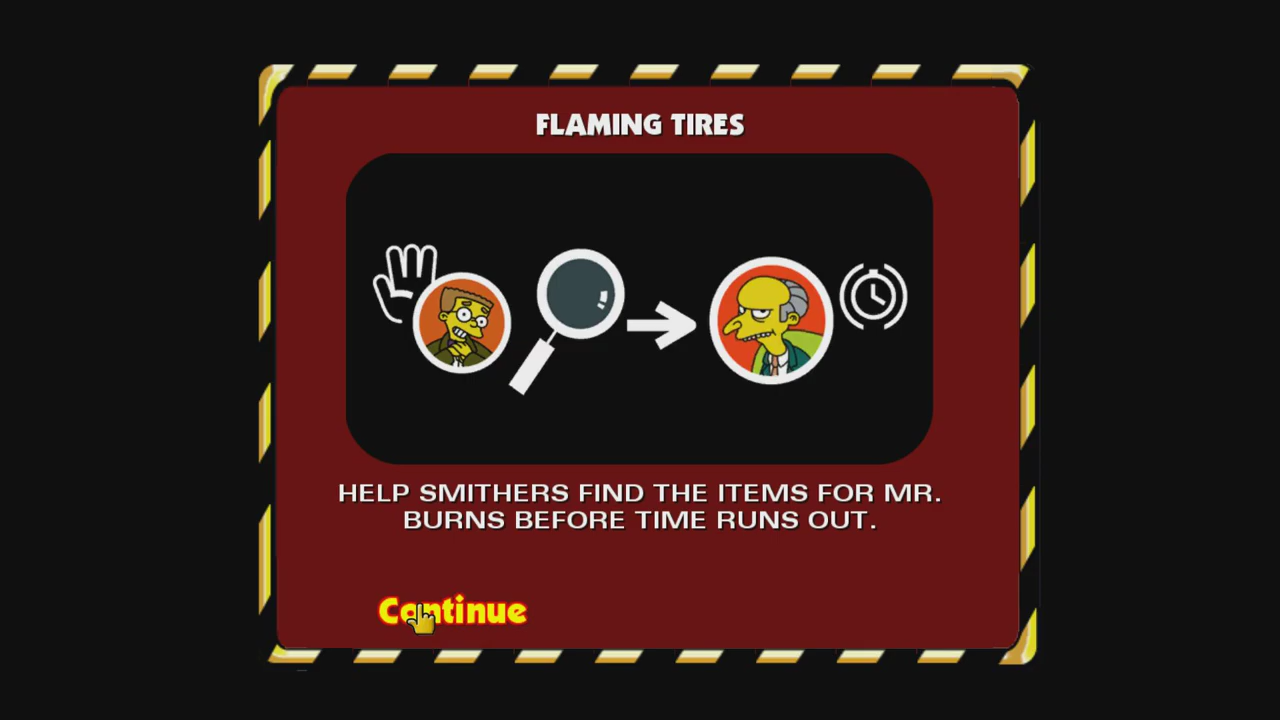 FLAMING TIRES
HELP SMITHERS FIND THE ITEMS FOR MR.
BURNS BEFORE TIME RUNS OUT.
Continue